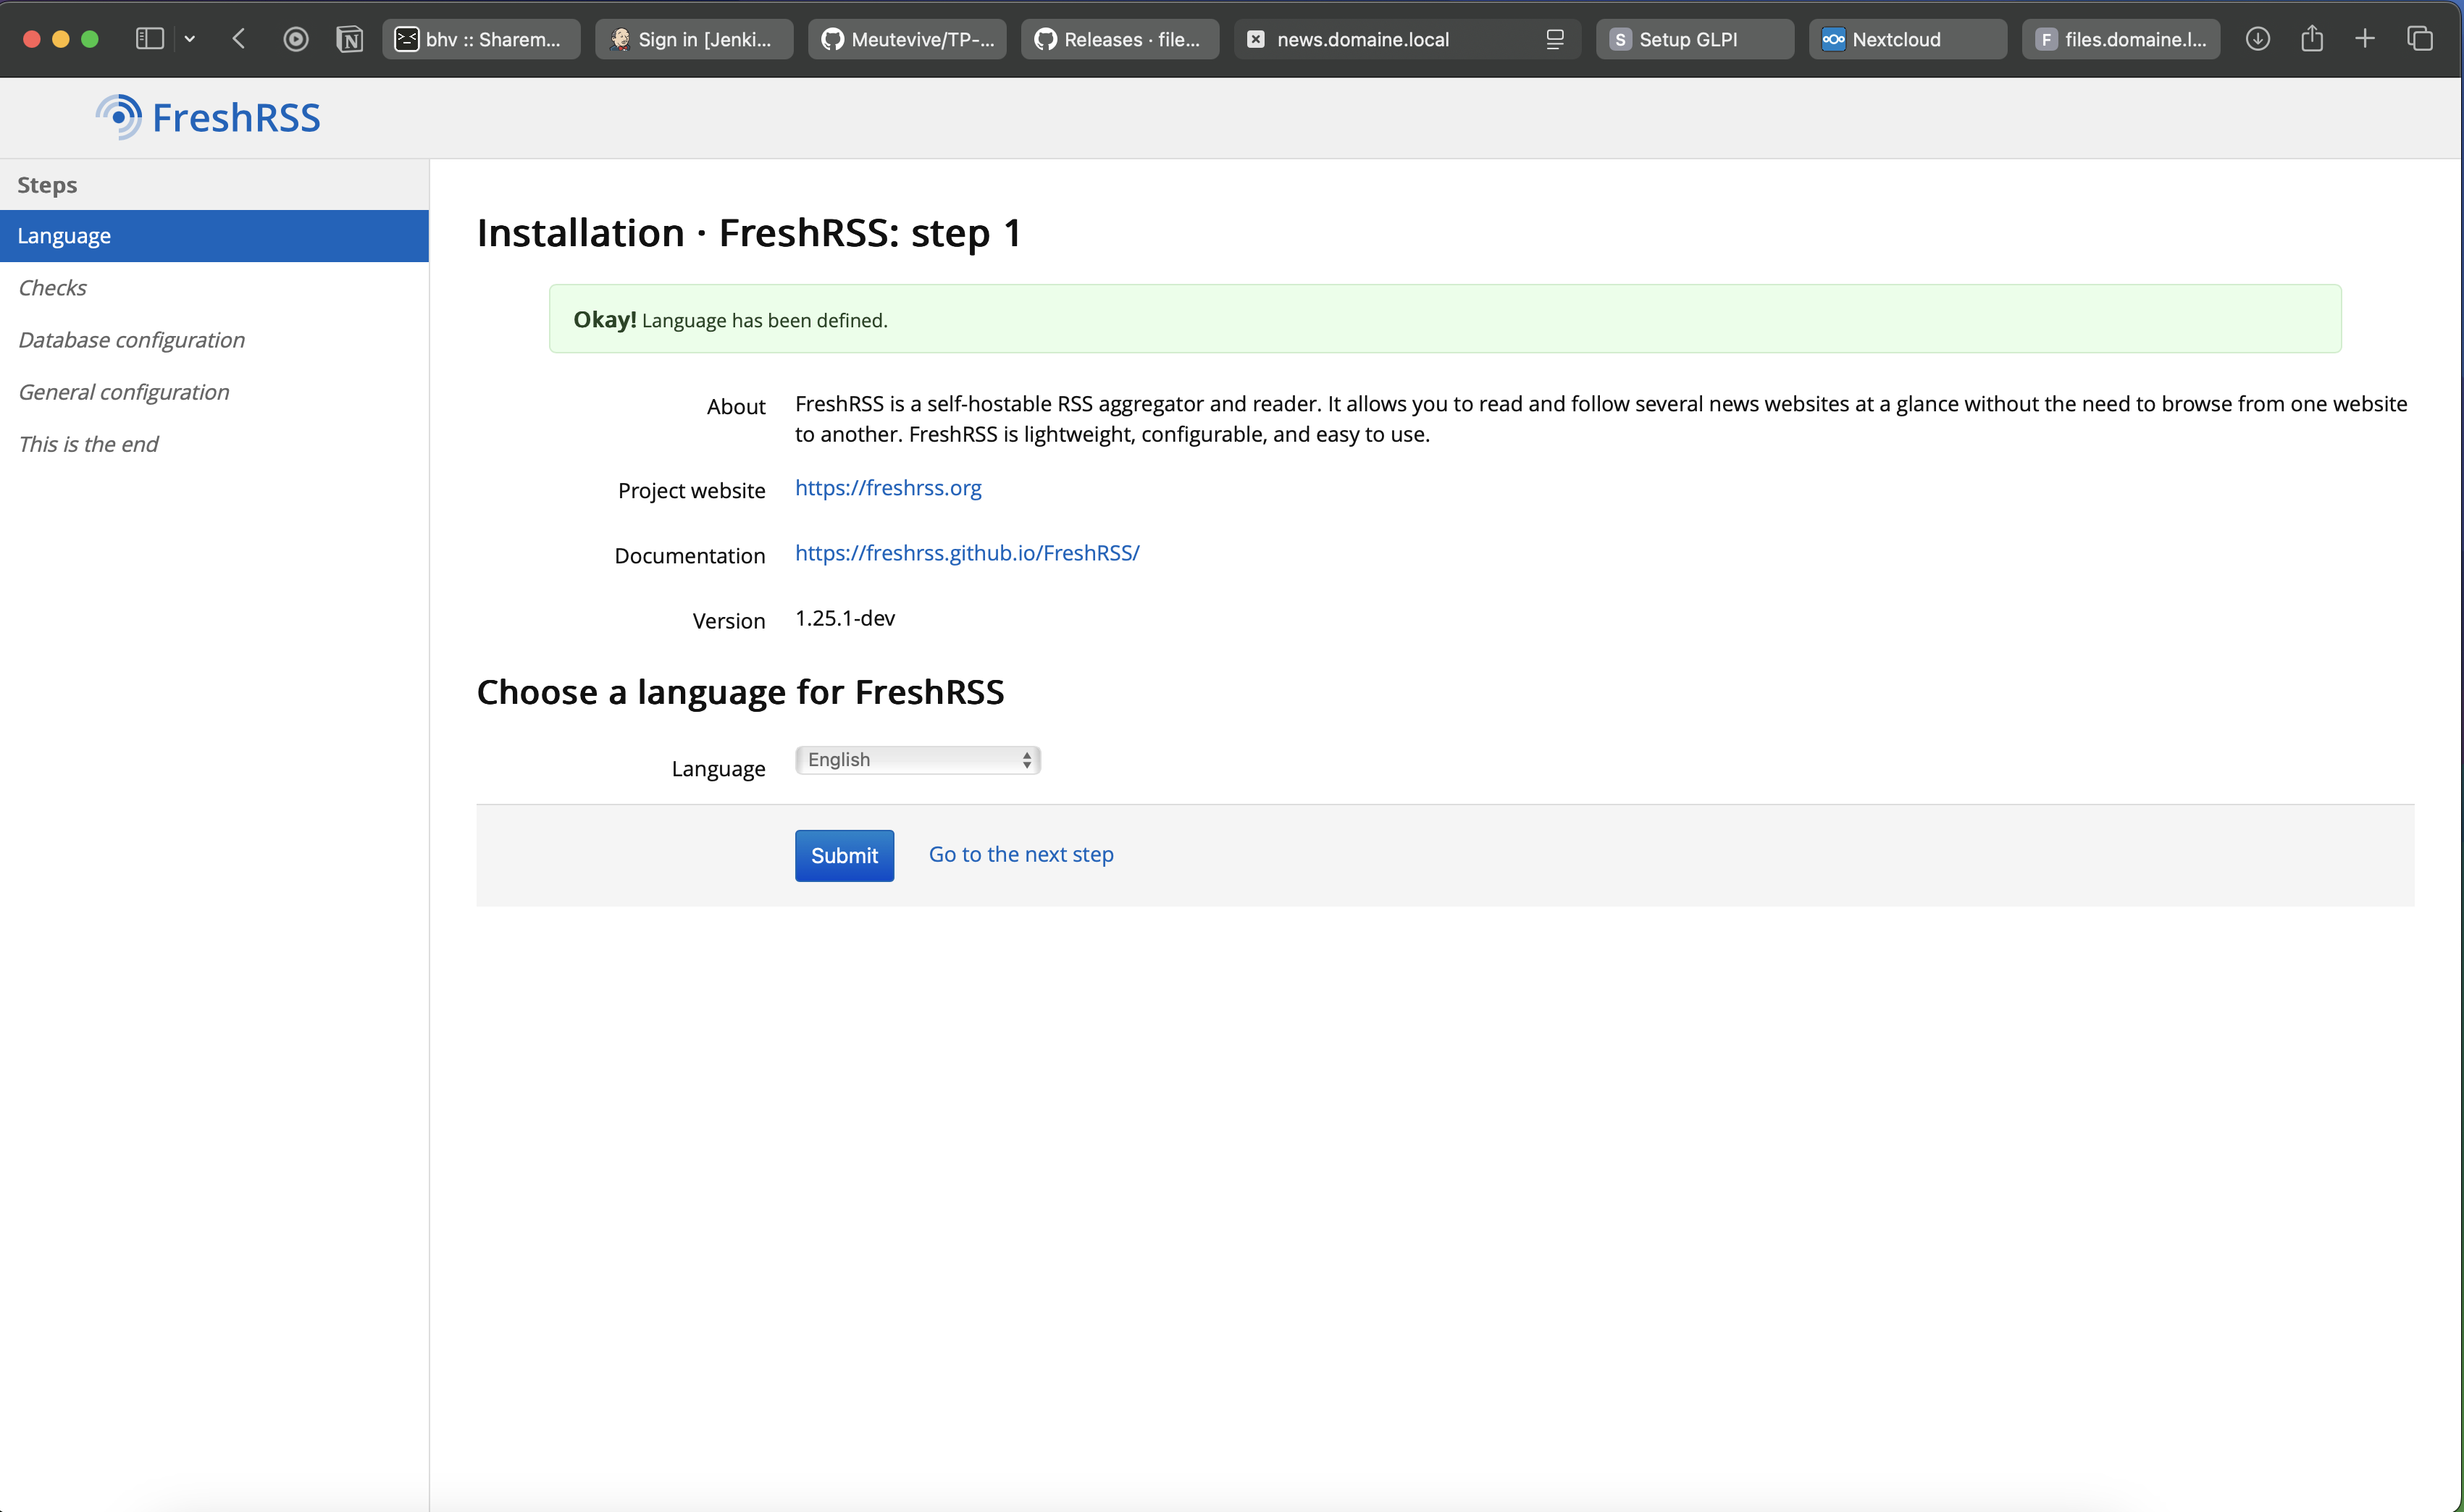 bhv :: Sharem...
Sign in [Jenki...
Meutevive/TP-...
Releases · file...
news.domaine.local
S Setup GLPI
Nextcloud
F files.domaine.l...
FreshRSS
Steps
Language
Checks
Database configuration
General configuration
This is the end
Installation · FreshRSS: step 1
Okay! Language has been defined.
About
FreshRSS is a self-hostable RSS aggregator and reader. It allows you to read and follow several news websites at a glance without the need to browse from one website
to another. FreshRSS is lightweight, configurable, and easy to use.
Project website
https://freshrss.org
Documentation
https://freshrss.github.io/FreshRSS/
Version
1.25.1-dev
Choose a language for FreshRSS
Language
English
Submit
Go to the next step